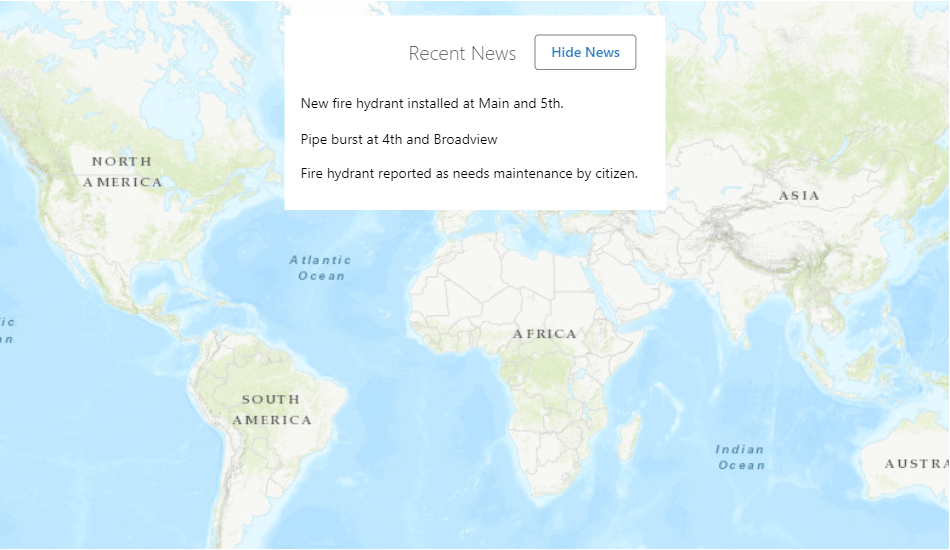 Recent News
Hide News
New fire hydrant installed at Main and 5th.
Pipe burst at 4th and Broadview
Fire hydrant reported as needs maintenance by citizen.
NORTH
AMERICA
ASIA
Atlantic
Ocean
ic
n
AFRICA
SOUTH
AMERICA
Indian
Ocean
AUSTRA